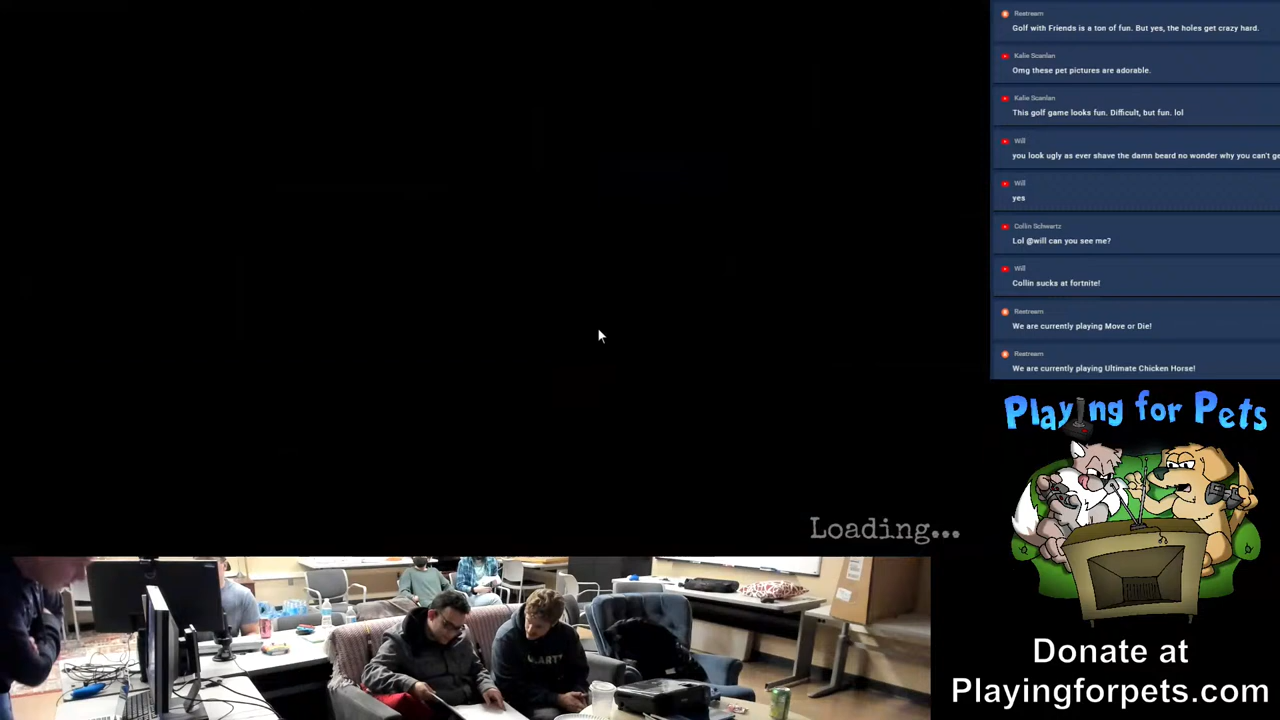 Restream
Golf with Friends is a ton of fun. But yes, the holes get crazy hard.
Kalie Scanlan
Omg these pet pictures are adorable.
Kalie Scanlan
This golf game looks fun. Difficult, but fun. lol
Will
you look ugly as ever shave the damn beard no wonder why you can't ge
Will
yes
Collin Schwartz
Lol @will can you see me?
Will
Collin sucks at fortnite!
Restream
We are currently playing Move or Die!
Restream
We are currently playing Ultimate Chicken Horse!
Playing for Pets
Loading...
Donate at
Playingforpets.com